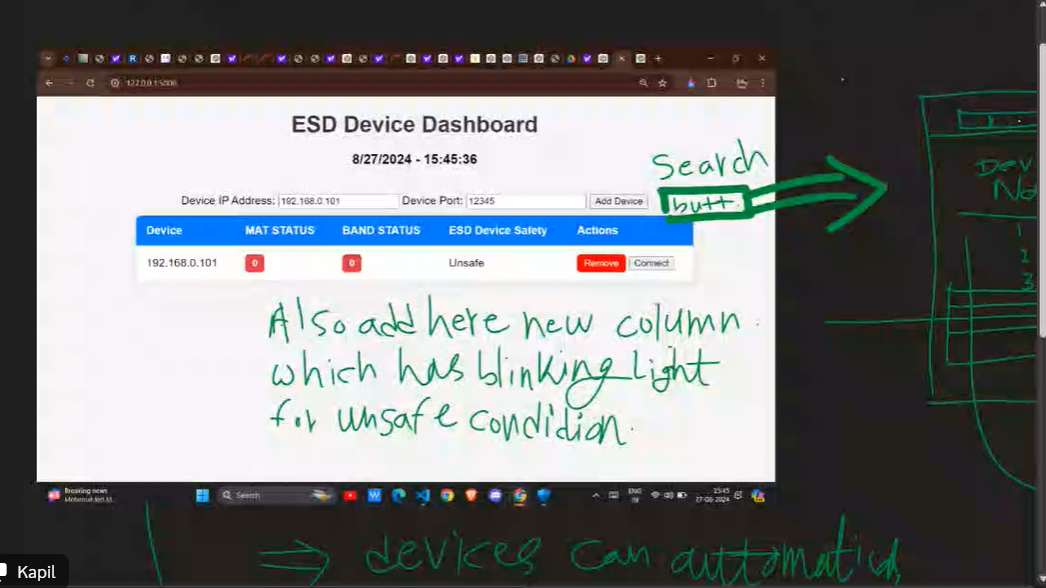 127.0.0.1:5000
ESD Device Dashboard
8/27/2024 - 15:45:36
Search
Device IP Address: 192.168.0.101 Device Port: 12345 Add Device butt.
Device MAT STATUS BAND STATUS ESD Device Safety Actions
192.168.0.101 0 0 Unsafe Remove Connect
Also add here new column
which has blinking light
for unsafe condidian.
Dev
No
1
2
3
Breaking news
Search
ENG
IN
15:45
27-08-2024
⇒ devices can automatical
Kapil